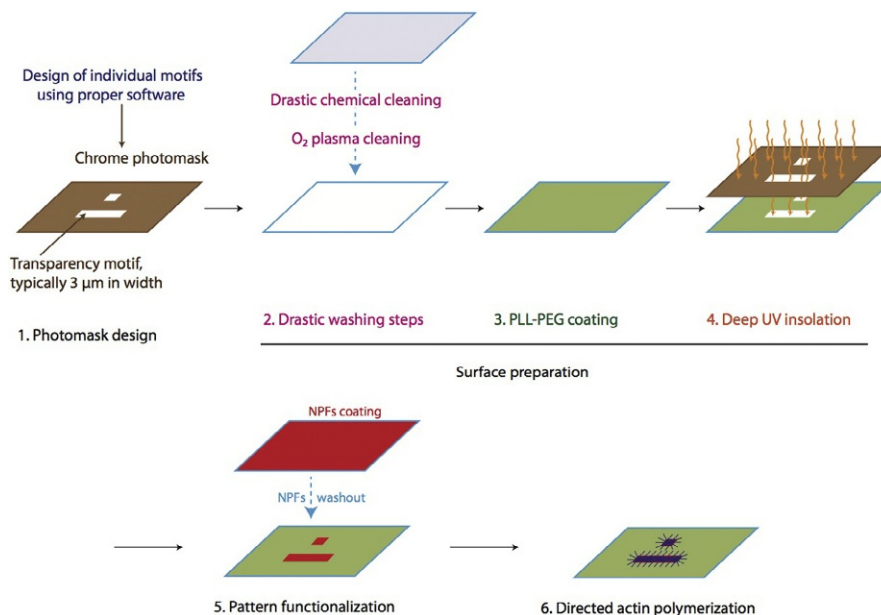 Design of individual motifs
using proper software
Chrome photomask
Transparency motif,
typically 3 μm in width
1. Photomask design
Drastic chemical cleaning
O₂ plasma cleaning
2. Drastic washing steps
3. PLL-PEG coating
4. Deep UV insolation
Surface preparation
NPFs coating
NPFs washout
5. Pattern functionalization
6. Directed actin polymerization